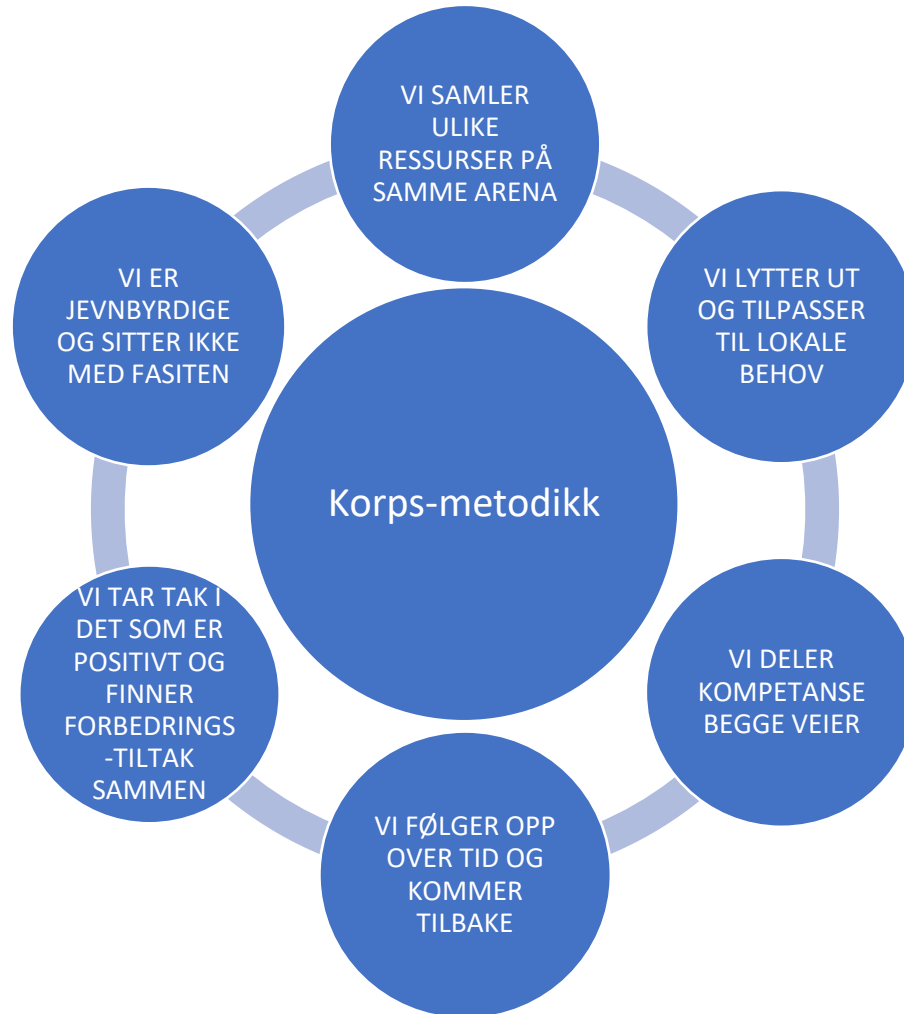 VI SAMLER
ULIKE
RESSURSER PÅ
SAMME ARENA
VI LYTTER UT
OG TILPASSER
TIL LOKALE
BEHOV
VI DELER
KOMPETANSE
BEGGE VEIER
VI FØLGER OPP
OVER TID OG
KOMMER
TILBAKE
VI TAR TAK I
DET SOM ER
POSITIVT OG
FINNER
FORBEDRINGS
-TILTAK
SAMMEN
VI ER
JEVNBYRDIGE
OG SITTER IKKE
MED FASITEN
Korps-metodikk